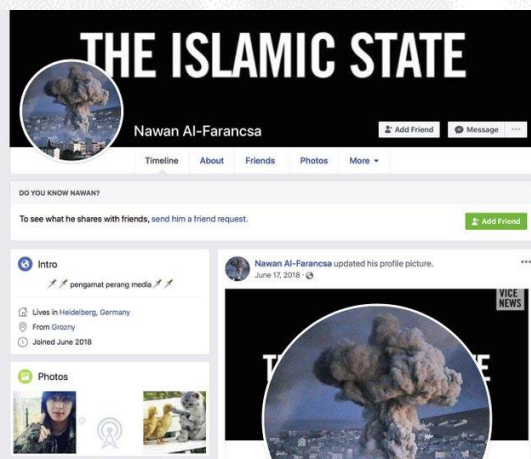 THE ISLAMIC STATE
Nawan Al-Farancsa
Add Friend
Message
Timeline About Friends Photos More
DO YOU KNOW NAWAN?
To see what he shares with friends, send him a friend request.
Add Friend
Intro
pengamat perang media
Lives in Heidelberg, Germany
From Grozny
Joined June 2018
Photos
Nawan Al-Farancsa updated his profile picture.
June 17, 2018 ·
VICE
NEWS